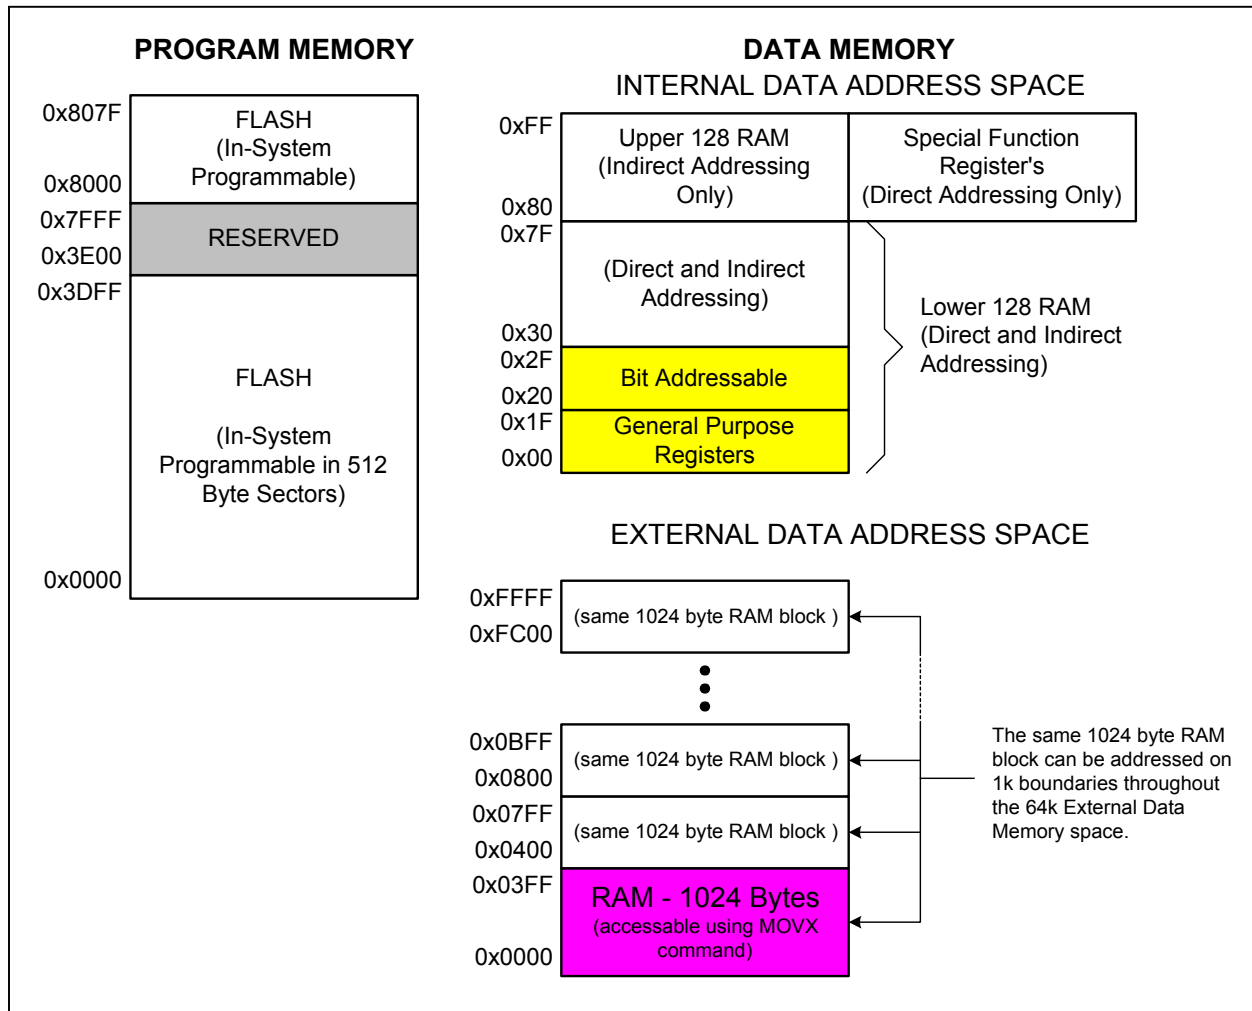 PROGRAM MEMORY
0x807F
FLASH
(In-System
Programmable)
0x8000
0x7FFF
RESERVED
0x3E00
0x3DFF
FLASH
(In-System
Programmable in 512
Byte Sectors)
0x0000
DATA MEMORY
INTERNAL DATA ADDRESS SPACE
0xFF
Upper 128 RAM
(Indirect Addressing
Only)
0x80
Special Function
Register's
(Direct Addressing Only)
0x7F
(Direct and Indirect
Addressing)
0x30
0x2F
Bit Addressable
0x20
0x1F
General Purpose
Registers
0x00
Lower 128 RAM
(Direct and Indirect
Addressing)
EXTERNAL DATA ADDRESS SPACE
0xFFFF
(same 1024 byte RAM block )
0xFC00
0x0BFF
(same 1024 byte RAM block )
0x0800
0x07FF
(same 1024 byte RAM block )
0x0400
0x03FF
RAM - 1024 Bytes
(accessable using MOVX
command)
0x0000
The same 1024 byte RAM
block can be addressed on
1k boundaries throughout
the 64k External Data
Memory space.